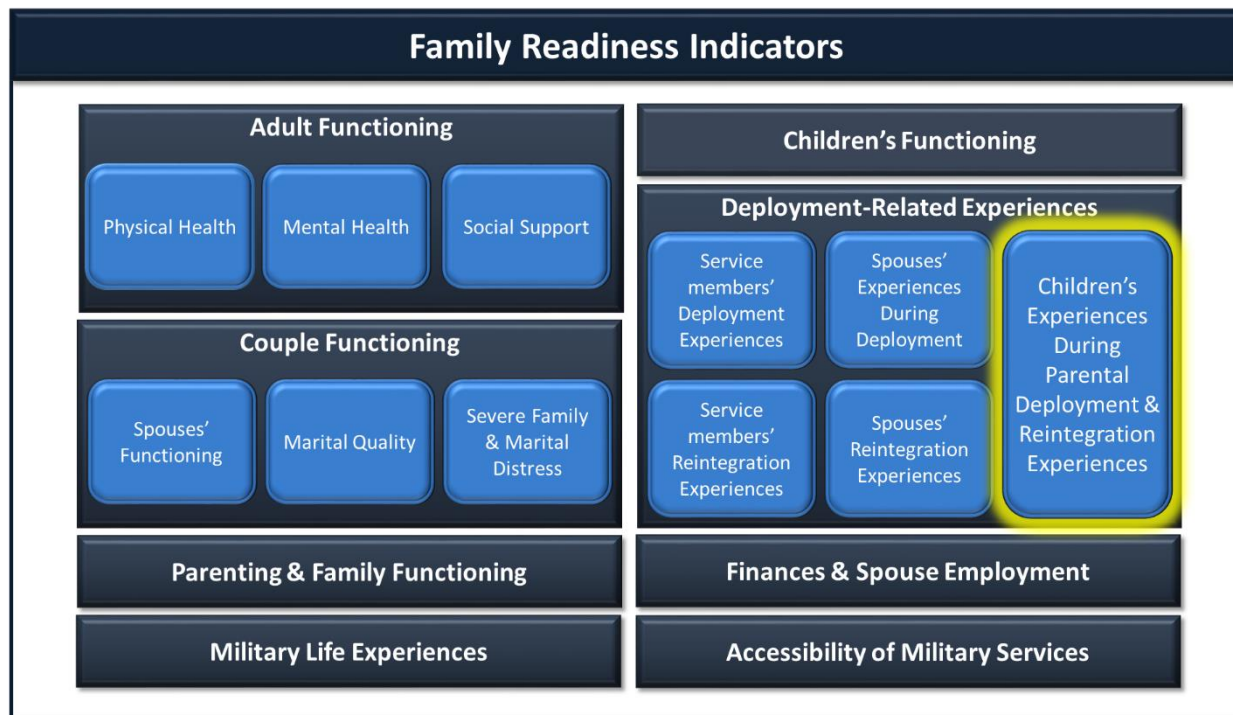 Family Readiness Indicators
Adult Functioning
Physical Health
Mental Health
Social Support
Couple Functioning
Spouses'
Functioning
Marital Quality
Severe Family
& Marital
Distress
Parenting & Family Functioning
Military Life Experiences
Children's Functioning
Deployment-Related Experiences
Service
members'
Deployment
Experiences
Spouses'
Experiences
During
Deployment
Service
members'
Reintegration
Experiences
Spouses'
Reintegration
Experiences
Children's
Experiences
During
Parental
Deployment &
Reintegration
Experiences
Finances & Spouse Employment
Accessibility of Military Services